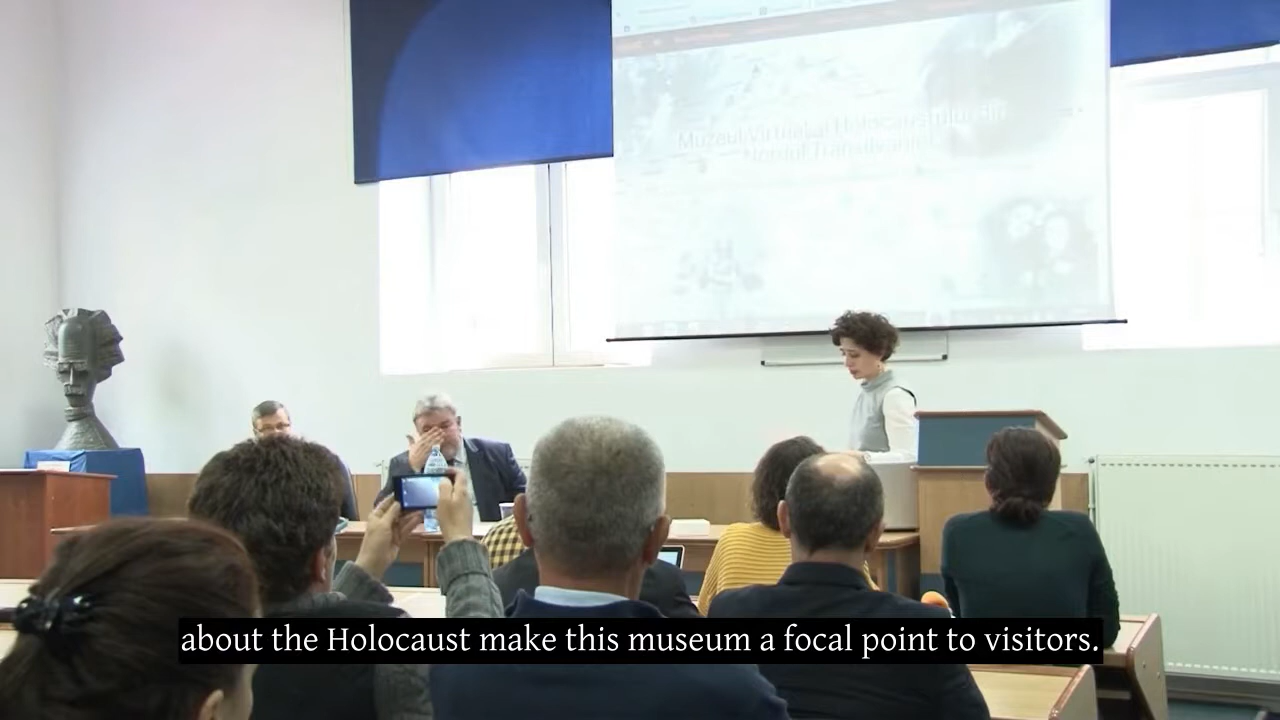 Muzeul Virtual al Holocaustului din
Nordul Transilvaniei
about the Holocaust make this museum a focal point to visitors.